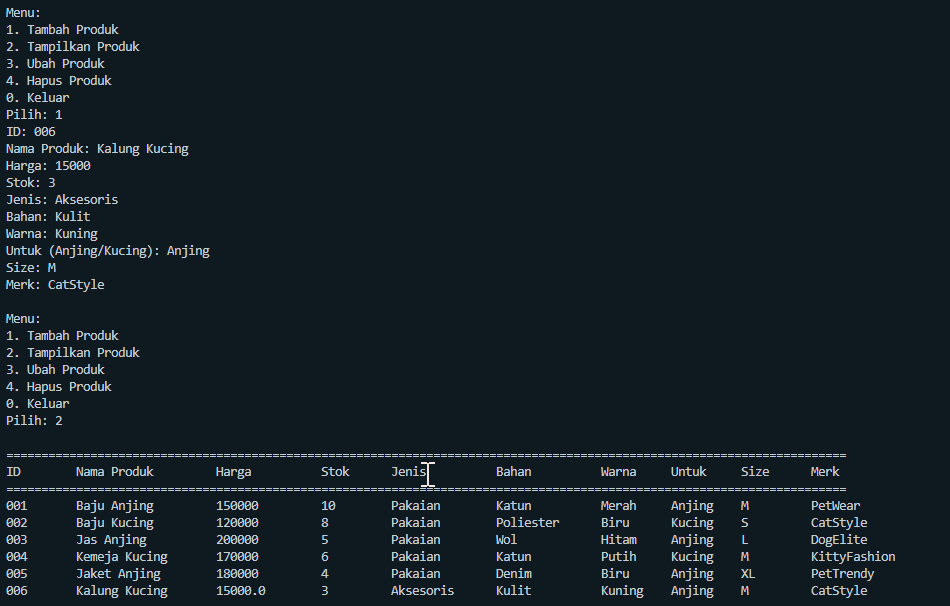 Menu:
1. Tambah Produk
2. Tampilkan Produk
3. Ubah Produk
4. Hapus Produk
0. Keluar
Pilih: 1
ID: 006
Nama Produk: Kalung Kucing
Harga: 15000
Stok: 3
Jenis: Aksesoris
Bahan: Kulit
Warna: Kuning
Untuk (Anjing/Kucing): Anjing
Size: M
Merk: CatStyle
Menu:
1. Tambah Produk
2. Tampilkan Produk
3. Ubah Produk
4. Hapus Produk
0. Keluar
Pilih: 2
========================================================================================================================
ID Nama Produk Harga Stok Jenis Bahan Warna Untuk Size Merk
========================================================================================================================
001 Baju Anjing 150000 10 Pakaian Katun Merah Anjing M PetWear
002 Baju Kucing 120000 8 Pakaian Poliester Biru Kucing S CatStyle
003 Jas Anjing 200000 5 Pakaian Wol Hitam Anjing L DogElite
004 Kemeja Kucing 170000 6 Pakaian Katun Putih Kucing M KittyFashion
005 Jaket Anjing 180000 4 Pakaian Denim Biru Anjing XL PetTrendy
006 Kalung Kucing 15000.0 3 Aksesoris Kulit Kuning Anjing M CatStyle